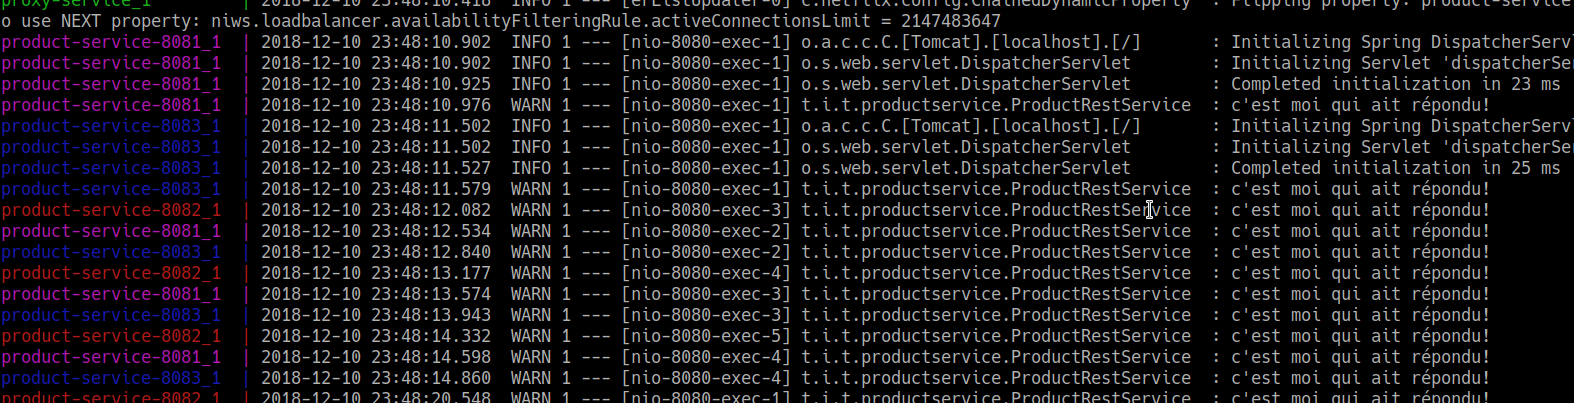 proxy-service_1 | 2018-12-10 23:48:10.418 INFO 1 --- [erListUpdater-0] c.netflix.config.ChainedDynamicProperty : Flipping property: product-ser
o use NEXT property: niws.loadbalancer.availabilityFilteringRule.activeConnectionsLimit = 2147483647
product-service-8081_1 | 2018-12-10 23:48:10.902 INFO 1 --- [nio-8080-exec-1] o.a.c.c.C.[Tomcat].[localhost].[/] : Initializing Spring DispatcherServl
product-service-8081_1 | 2018-12-10 23:48:10.902 INFO 1 --- [nio-8080-exec-1] o.s.web.servlet.DispatcherServlet : Initializing Servlet 'dispatcherSe
product-service-8081_1 | 2018-12-10 23:48:10.925 INFO 1 --- [nio-8080-exec-1] o.s.web.servlet.DispatcherServlet : Completed initialization in 23 ms
product-service-8081_1 | 2018-12-10 23:48:10.976 WARN 1 --- [nio-8080-exec-1] t.i.t.productservice.ProductRestService : c'est moi qui ait répondu!
product-service-8083_1 | 2018-12-10 23:48:11.502 INFO 1 --- [nio-8080-exec-1] o.a.c.c.C.[Tomcat].[localhost].[/] : Initializing Spring DispatcherServl
product-service-8083_1 | 2018-12-10 23:48:11.502 INFO 1 --- [nio-8080-exec-1] o.s.web.servlet.DispatcherServlet : Initializing Servlet 'dispatcherSe
product-service-8083_1 | 2018-12-10 23:48:11.527 INFO 1 --- [nio-8080-exec-1] o.s.web.servlet.DispatcherServlet : Completed initialization in 25 ms
product-service-8083_1 | 2018-12-10 23:48:11.579 WARN 1 --- [nio-8080-exec-1] t.i.t.productservice.ProductRestService : c'est moi qui ait répondu!
product-service-8082_1 | 2018-12-10 23:48:12.082 WARN 1 --- [nio-8080-exec-3] t.i.t.productservice.ProductRestService : c'est moi qui ait répondu!
product-service-8081_1 | 2018-12-10 23:48:12.534 WARN 1 --- [nio-8080-exec-2] t.i.t.productservice.ProductRestService : c'est moi qui ait répondu!
product-service-8083_1 | 2018-12-10 23:48:12.840 WARN 1 --- [nio-8080-exec-2] t.i.t.productservice.ProductRestService : c'est moi qui ait répondu!
product-service-8082_1 | 2018-12-10 23:48:13.177 WARN 1 --- [nio-8080-exec-4] t.i.t.productservice.ProductRestService : c'est moi qui ait répondu!
product-service-8081_1 | 2018-12-10 23:48:13.574 WARN 1 --- [nio-8080-exec-3] t.i.t.productservice.ProductRestService : c'est moi qui ait répondu!
product-service-8083_1 | 2018-12-10 23:48:13.943 WARN 1 --- [nio-8080-exec-3] t.i.t.productservice.ProductRestService : c'est moi qui ait répondu!
product-service-8082_1 | 2018-12-10 23:48:14.332 WARN 1 --- [nio-8080-exec-5] t.i.t.productservice.ProductRestService : c'est moi qui ait répondu!
product-service-8081_1 | 2018-12-10 23:48:14.598 WARN 1 --- [nio-8080-exec-4] t.i.t.productservice.ProductRestService : c'est moi qui ait répondu!
product-service-8083_1 | 2018-12-10 23:48:14.860 WARN 1 --- [nio-8080-exec-4] t.i.t.productservice.ProductRestService : c'est moi qui ait répondu!
product-service-8082_1 | 2018-12-10 23:48:20.548 WARN 1 --- [nio-8080-exec-1] t.i.t.productservice.ProductRestService : c'est moi qui ait répondu!